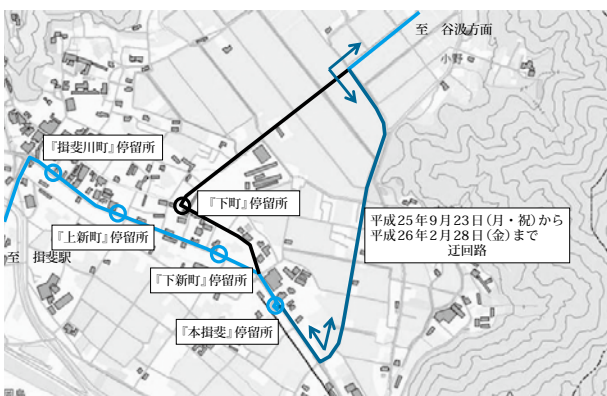 至　谷汲方面
小野
『揖斐川町』停留所
『下町』停留所
平成25年9月23日(月・祝)から
平成26年2月28日(金)まで
迂回路
『上新町』停留所
至　揖斐駅
『下新町』停留所
『本揖斐』停留所